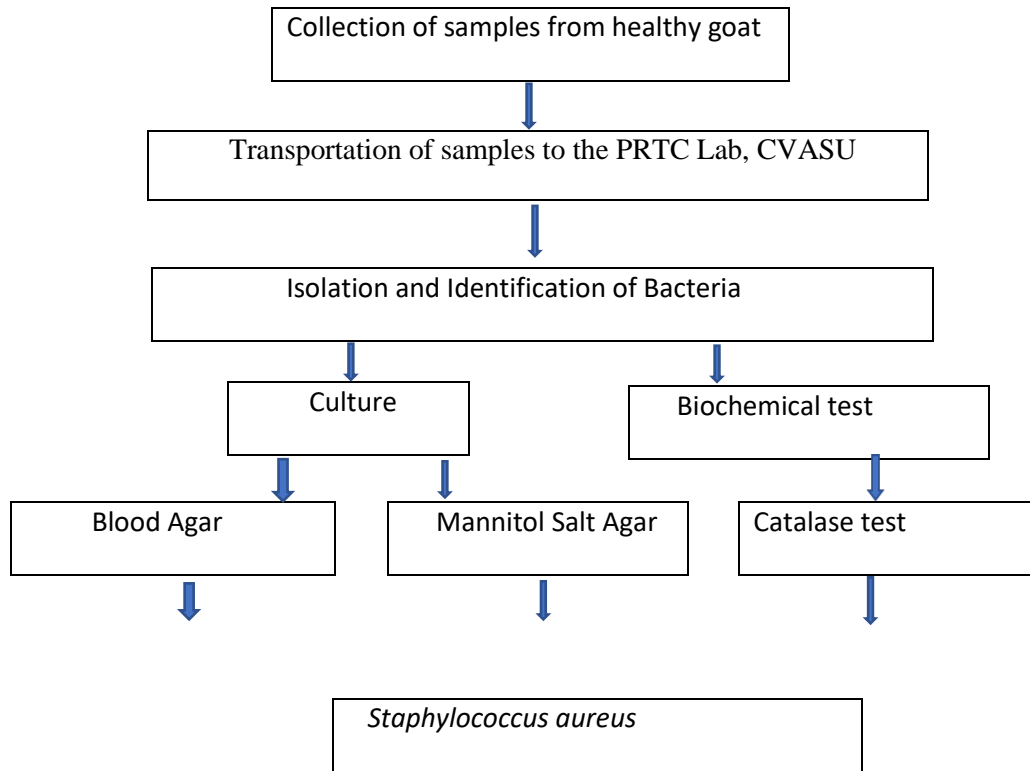 Collection of samples from healthy goat
Transportation of samples to the PRTC Lab, CVASU
Isolation and Identification of Bacteria
Culture
Biochemical test
Blood Agar
Mannitol Salt Agar
Catalase test
Staphylococcus aureus